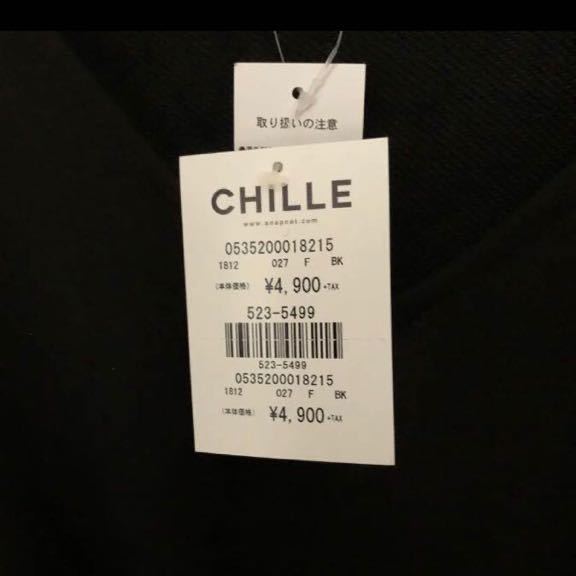 取り扱いの注意
CHILLE
www.anapnet.com
0535200018215
1812 027 F BK
(本体価格) ¥4,900+TAX
523-5499
523-5499
0535200018215
1812 027 F BK
(本体価格) ¥4,900+TAX